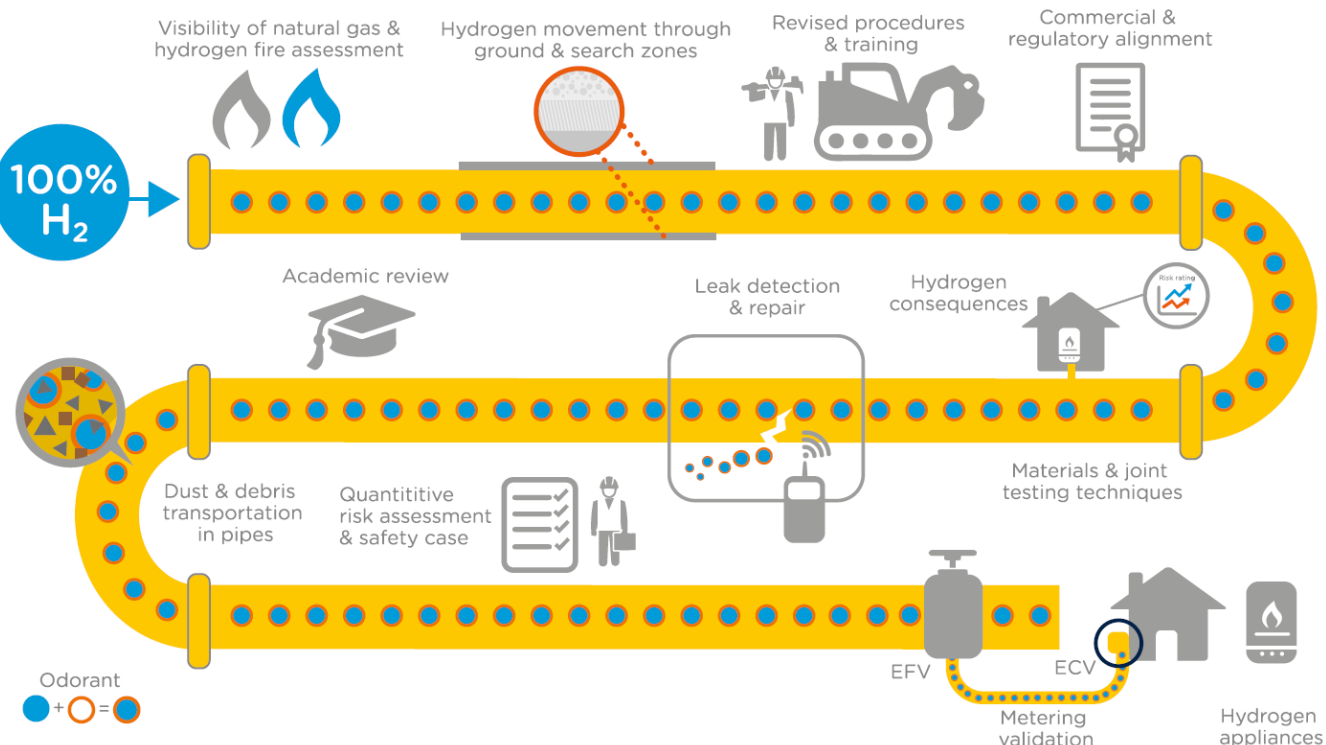 Visibility of natural gas &
hydrogen fire assessment
Hydrogen movement through
ground & search zones
Revised procedures
& training
Commercial &
regulatory alignment
100%
H₂
Academic review
Leak detection
& repair
Hydrogen
consequences
Risk rating
Dust & debris
transportation
in pipes
Quantititive
risk assessment
& safety case
Materials & joint
testing techniques
EFV
ECV
Odorant
+ =
Metering
validation
Hydrogen
appliances